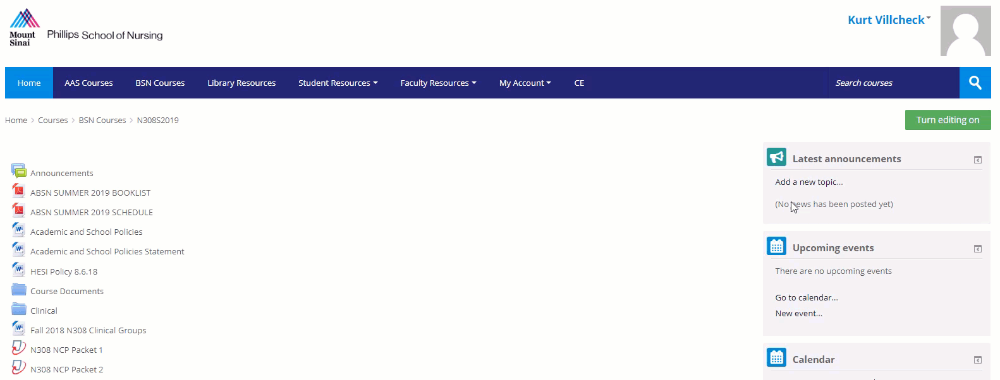 Mount
Sinai
Phillips School of Nursing
Kurt Villcheck
Home
AAS Courses
BSN Courses
Library Resources
Student Resources
Faculty Resources
My Account
CE
Search courses
Home > Courses > BSN Courses > N308S2019
Turn editing on
Announcements
ABSN SUMMER 2019 BOOKLIST
ABSN SUMMER 2019 SCHEDULE
Academic and School Policies
Academic and School Policies Statement
HESI Policy 8.6.18
Course Documents
Clinical
Fall 2018 N308 Clinical Groups
N308 NCP Packet 1
N308 NCP Packet 2
Latest announcements
Add a new topic...
(No news has been posted yet)
Upcoming events
There are no upcoming events
Go to calendar...
New event...
Calendar